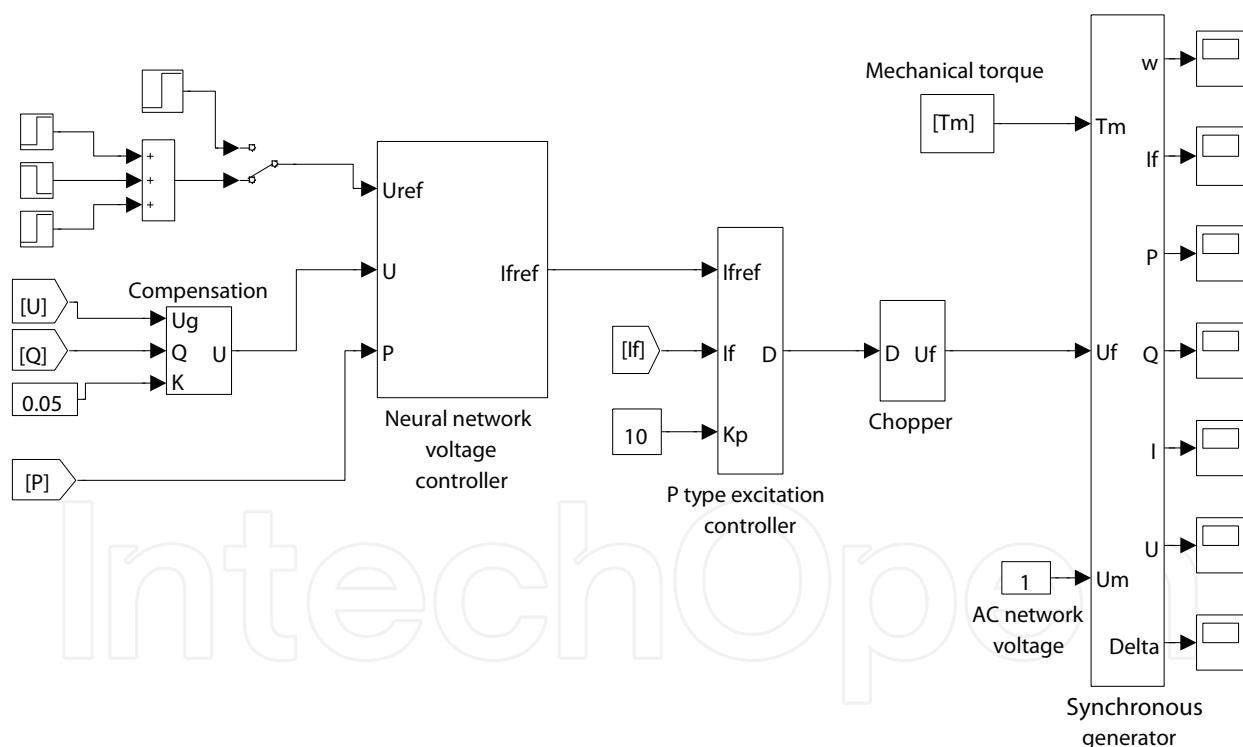 Mechanical torque
[Tm]
Tm
w
If
P
Q
I
U
Delta
Uf
Um
Synchronous
generator
+
+
+
Uref
U
P
Ifref
Neural network
voltage
controller
Compensation
[U]
[Q]
0.05
[P]
Ug
Q
K
U
Ifref
If
Kp
D
[If]
10
P type excitation
controller
D
Uf
Chopper
1
AC network
voltage
IntechOpen